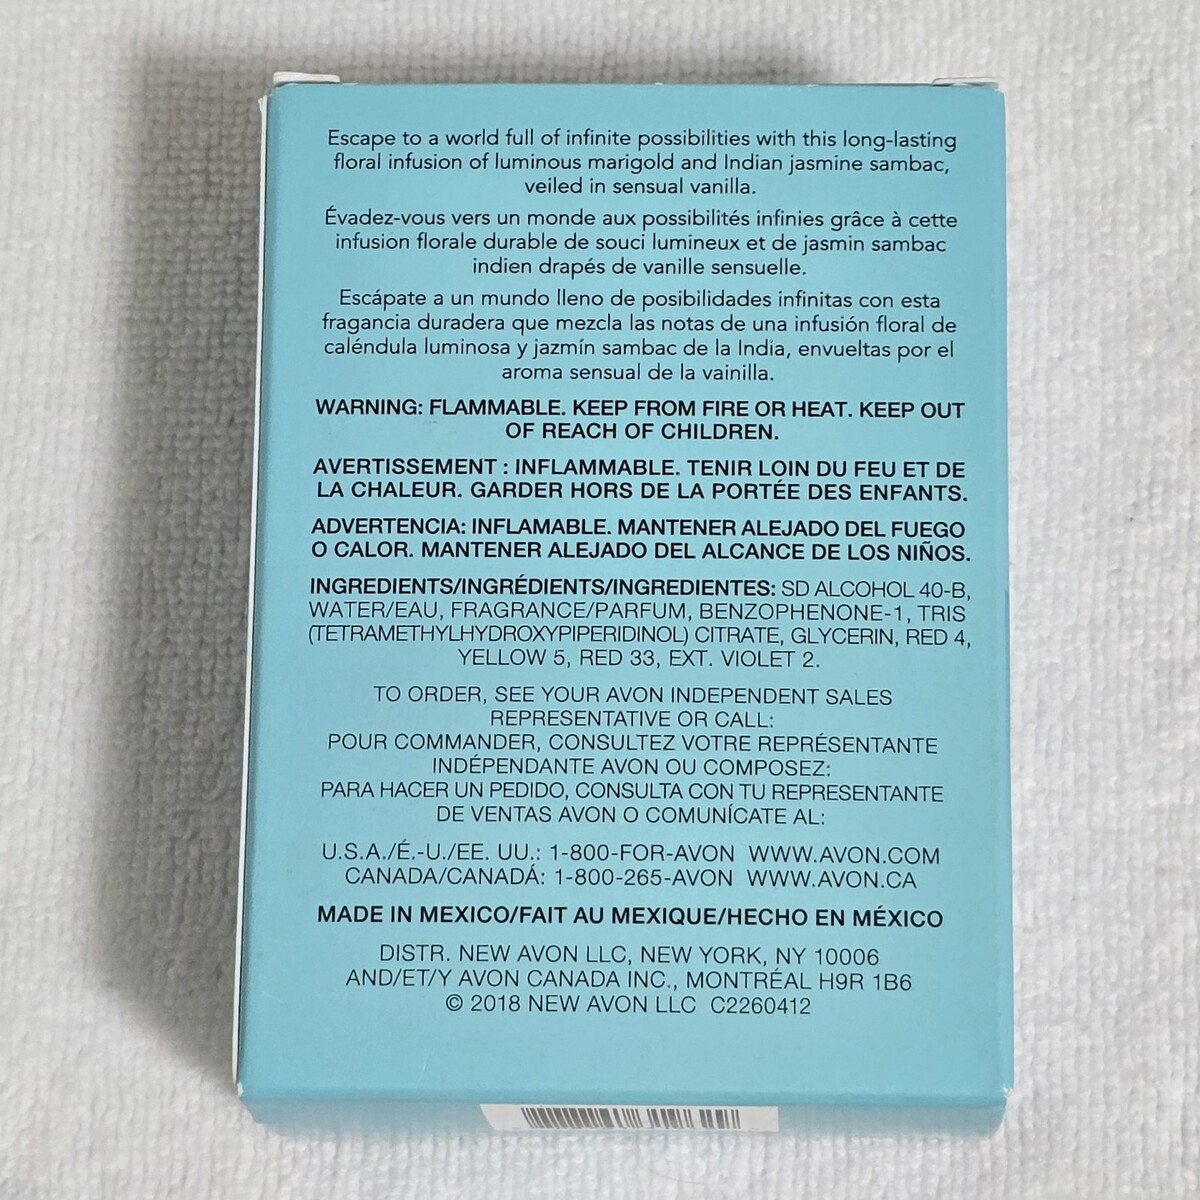 Escape to a world full of infinite possibilities with this long-lasting
floral infusion of luminous marigold and Indian jasmine sambac,
veiled in sensual vanilla.
Évadez-vous vers un monde aux possibilités infinies grâce à cette
infusion florale durable de souci lumineux et de jasmin sambac
indien drapés de vanille sensuelle.
Escápate a un mundo lleno de posibilidades infinitas con esta
fragancia duradera que mezcla las notas de una infusión floral de
caléndula luminosa y jazmín sambac de la India, envueltas por el
aroma sensual de la vainilla.
WARNING: FLAMMABLE. KEEP FROM FIRE OR HEAT. KEEP OUT
OF REACH OF CHILDREN.
AVERTISSEMENT : INFLAMMABLE. TENIR LOIN DU FEU ET DE
LA CHALEUR. GARDER HORS DE LA PORTÉE DES ENFANTS.
ADVERTENCIA: INFLAMABLE. MANTENER ALEJADO DEL FUEGO
O CALOR. MANTENER ALEJADO DEL ALCANCE DE LOS NIÑOS.
INGREDIENTS/INGRÉDIENTS/INGREDIENTES: SD ALCOHOL 40-B,
WATER/EAU, FRAGRANCE/PARFUM, BENZOPHENONE-1, TRIS
(TETRAMETHYLHYDROXYPIPERIDINOL) CITRATE, GLYCERIN, RED 4,
YELLOW 5, RED 33, EXT. VIOLET 2.
TO ORDER, SEE YOUR AVON INDEPENDENT SALES
REPRESENTATIVE OR CALL:
POUR COMMANDER, CONSULTEZ VOTRE REPRÉSENTANTE
INDÉPENDANTE AVON OU COMPOSEZ:
PARA HACER UN PEDIDO, CONSULTA CON TU REPRESENTANTE
DE VENTAS AVON O COMUNÍCATE AL:
U.S.A./É.-U./EE. UU.: 1-800-FOR-AVON WWW.AVON.COM
CANADA/CANADÁ: 1-800-265-AVON WWW.AVON.CA
MADE IN MEXICO/FAIT AU MEXIQUE/HECHO EN MÉXICO
DISTR. NEW AVON LLC, NEW YORK, NY 10006
AND/ET/Y AVON CANADA INC., MONTRÉAL H9R 1B6
© 2018 NEW AVON LLC C2260412